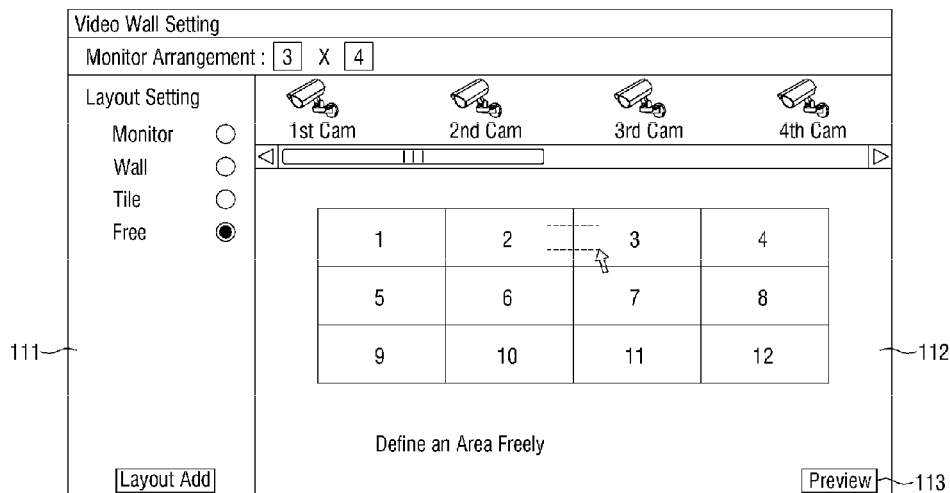 Video Wall Setting
Monitor Arrangement : 3 X 4
Layout Setting
Monitor
Wall
Tile
Free
1st Cam 2nd Cam 3rd Cam 4th Cam
1 2 3 4
5 6 7 8
9 10 11 12
111
112
Define an Area Freely
Layout Add
Preview
113